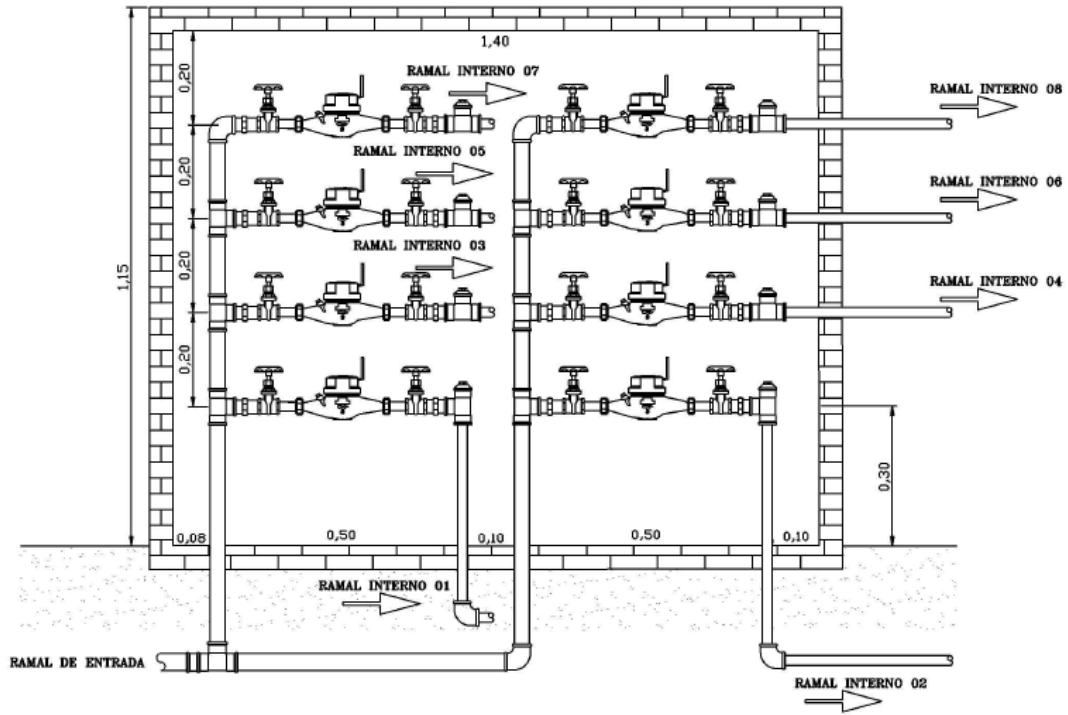 1,40
RAMAL INTERNO 07
RAMAL INTERNO 08
0,20
RAMAL INTERNO 05
RAMAL INTERNO 06
0,20
RAMAL INTERNO 03
RAMAL INTERNO 04
0,20
1,15
0,20
0,30
0,08
0,50
0,10
0,50
0,10
RAMAL INTERNO 01
RAMAL DE ENTRADA
RAMAL INTERNO 02